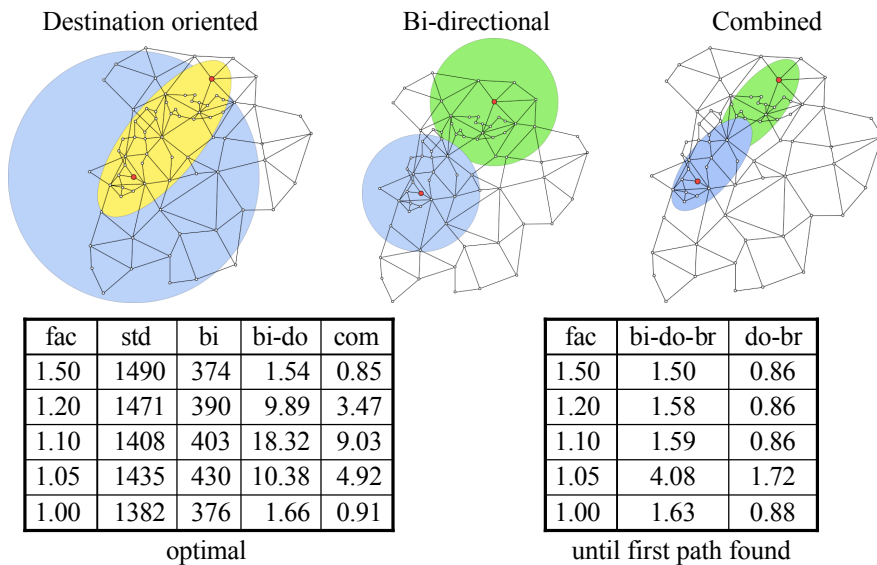 Destination oriented Bi-directional Combined
fac std bi bi-do com
1.50 1490 374 1.54 0.85
1.20 1471 390 9.89 3.47
1.10 1408 403 18.32 9.03
1.05 1435 430 10.38 4.92
1.00 1382 376 1.66 0.91
optimal
fac bi-do-br do-br
1.50 1.50 0.86
1.20 1.58 0.86
1.10 1.59 0.86
1.05 4.08 1.72
1.00 1.63 0.88
until first path found